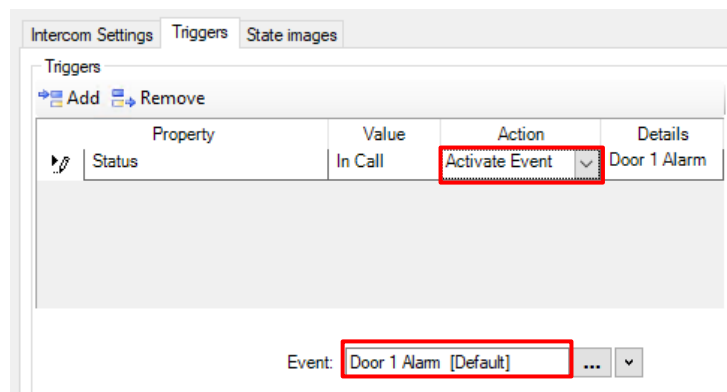 Intercom Settings Triggers State images
Triggers
Add Remove
Property Value Action Details
Status In Call Activate Event Door 1 Alarm
Event: Door 1 Alarm [Default] ...